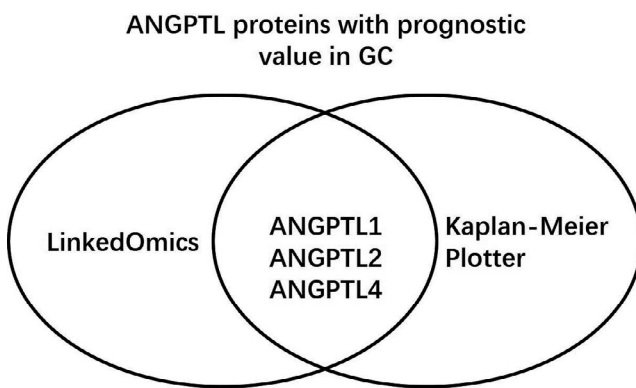 ANGPTL proteins with prognostic
value in GC
LinkedOmics
ANGPTL1
ANGPTL2
ANGPTL4
Kaplan-Meier
Plotter